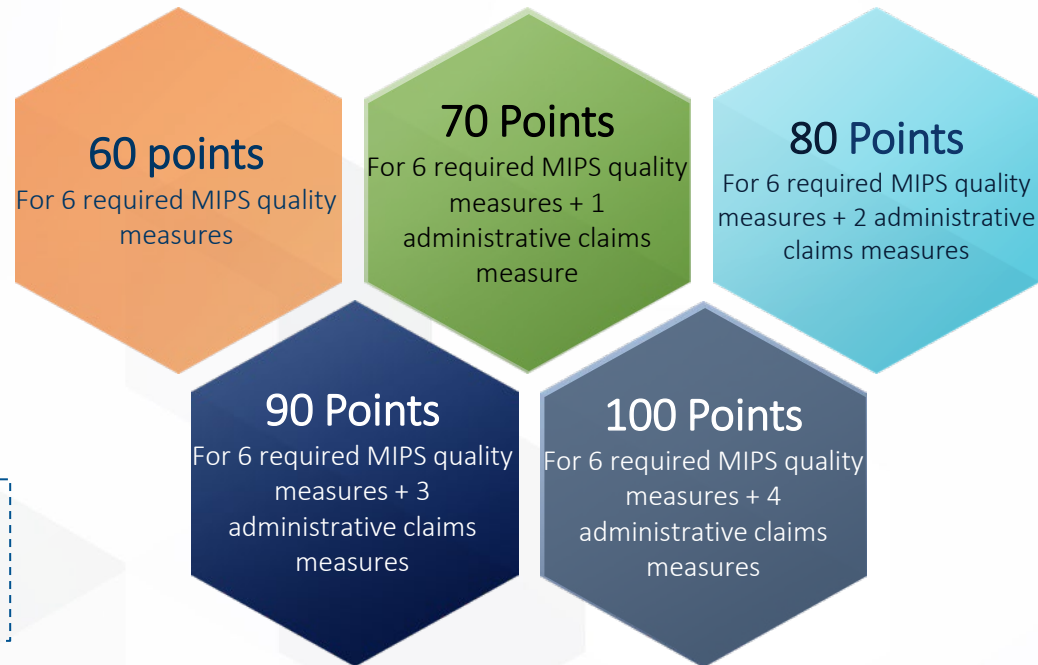 60 points
For 6 required MIPS quality
measures
70 Points
For 6 required MIPS quality
measures + 1
administrative claims
measure
80 Points
For 6 required MIPS quality
measures + 2 administrative
claims measures
90 Points
For 6 required MIPS quality
measures + 3
administrative claims
measures
100 Points
For 6 required MIPS quality
measures + 4
administrative claims
measures